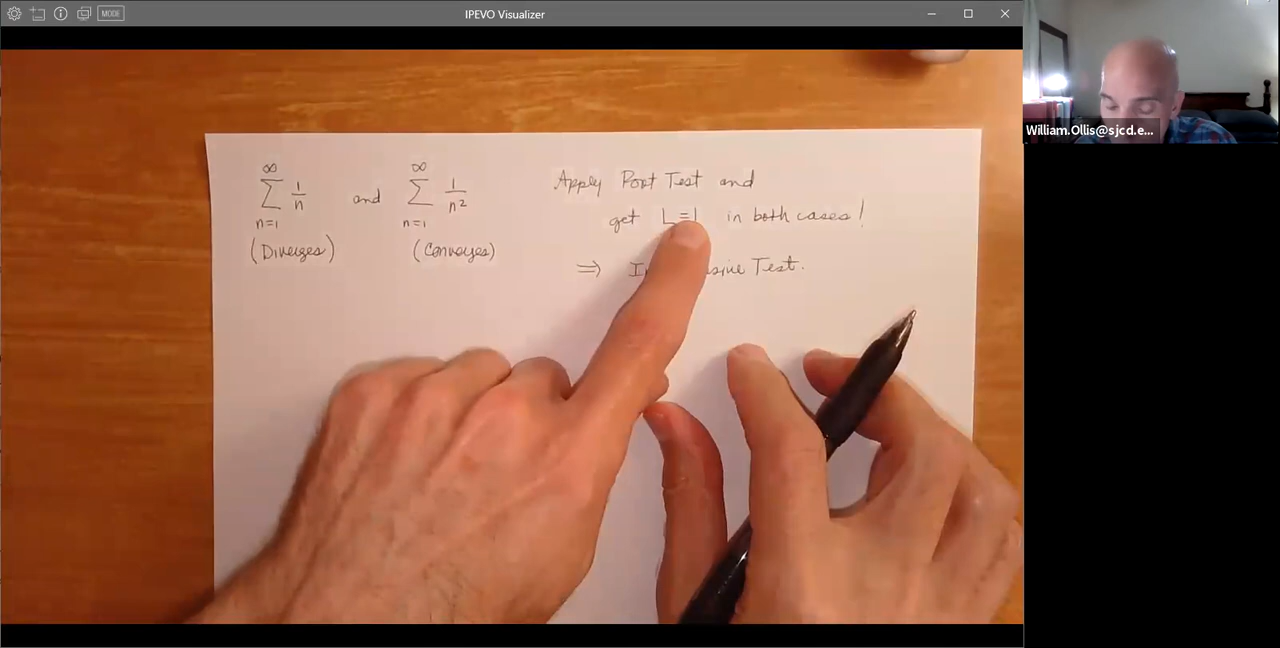 IPEVO Visualizer
MODE
William.Ollis@sjcd.e...
∞ ∞
∑ 1/n and ∑ 1/n²
n=1 n=1
(Diverges) (Converges)
Apply Root Test and
get L=1 in both cases!
⇒ Test.